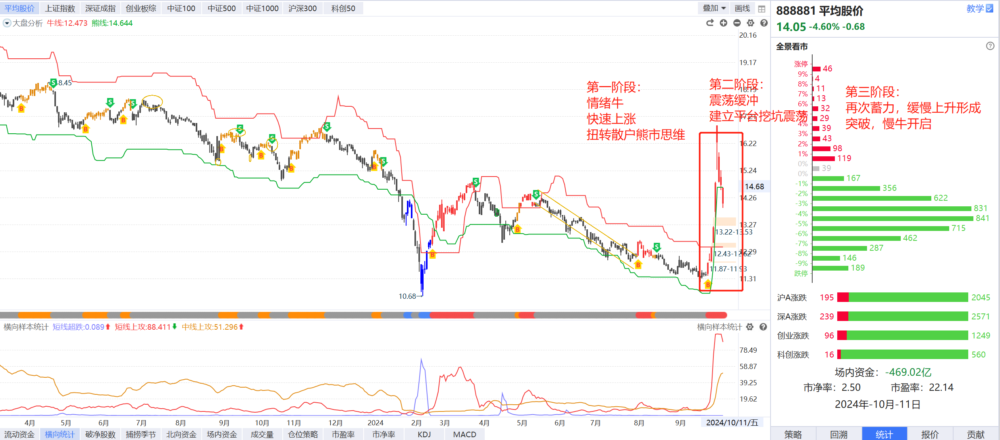 平均股价 上证指数 深证成指 创业板综 中证100 中证500 中证1000 沪深300 科创50 叠加 画线
大盘分析 牛线:12.473 熊线:14.644
20.16
19.17
18.19
17.21
16.22
15.24
14.68
14.26
13.27
12.29
11.31
S
18.45
B
S
B
S
B
S
B
S
B
B
S
B
S
10.68→
S
B
S
B
S
B
B
第一阶段：
情绪牛
快速上涨
扭转散户熊市思维
第二阶段：
震荡缓冲
建立平台挖坑震荡
13.22-13.53
12.43-12.62
11.87-11.93
横向样本统计 短线超跌:0.089 短线上攻:88.411 中线上攻:51.296
横向样本统计
78.49
58.87
39.25
19.62
4月 5月 6月 7月 8月 9月 10月 11月 12月 2024 2月 3月 4月 5月 6月 7月 8月 9月 2024/10/11/五
流动资金 横向统计 破净股数 捕捞季节 北向资金 场内资金 成交量 仓位策略 市盈率 市净率 KDJ MACD
888881 平均股价 教学
14.05 -4.60% -0.68
全景看市
涨停
46
9%
4
8%
11
7%
13
6%
32
5%
29
4%
39
3%
43
2%
98
1%
119
0%
39
0%
167
-1%
356
-2%
622
-3%
831
-4%
841
-5%
715
-6%
462
-7%
287
-8%
146
-9%
189
跌停
第三阶段：
再次蓄力，缓慢上升形成
突破，慢牛开启
沪A涨跌 195 2045
深A涨跌 239 2571
创业涨跌 96 1249
科创涨跌 16 560
场内资金：-469.02亿
市净率：2.50 市盈率：22.14
2024年-10月-11日
策略 回溯 统计 报价 贡献